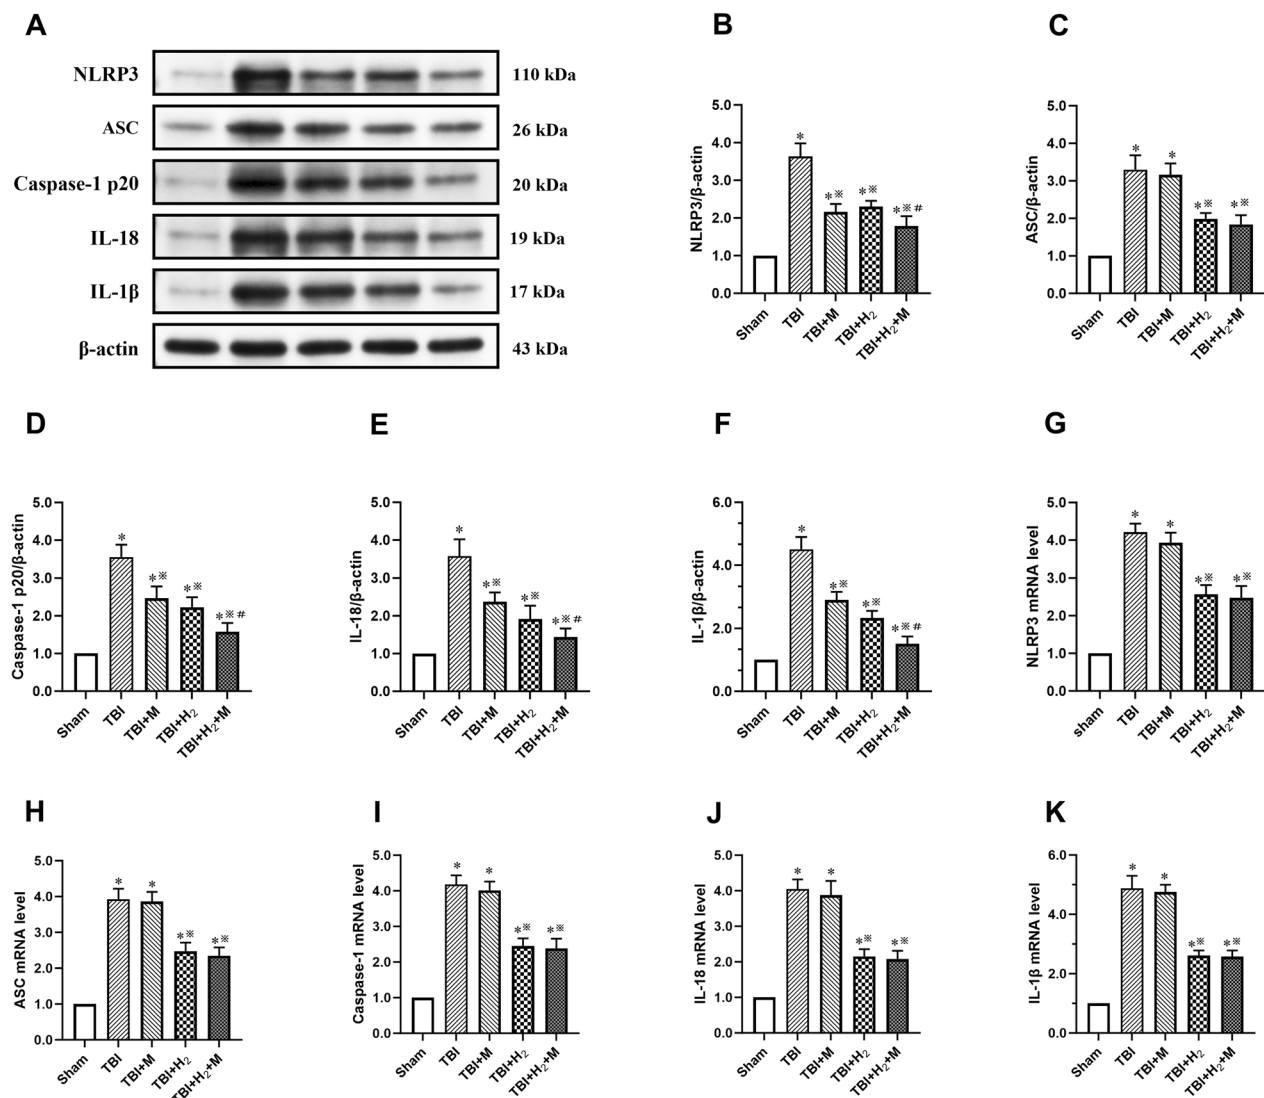 A
NLRP3 110 kDa
ASC 26 kDa
Caspase-1 p20 20 kDa
IL-18 19 kDa
IL-1β 17 kDa
β-actin 43 kDa
B
NLRP3/β-actin
5.0
4.0
3.0
2.0
1.0
0.0
*
*※
*※
*※#
Sham
TBI
TBI+M
TBI+H₂
TBI+H₂+M
C
ASC/β-actin
5.0
4.0
3.0
2.0
1.0
0.0
*
*
*※
*※
Sham
TBI
TBI+M
TBI+H₂
TBI+H₂+M
D
Caspase-1 p20/β-actin
5.0
4.0
3.0
2.0
1.0
0.0
*
*※
*※
*※#
Sham
TBI
TBI+M
TBI+H₂
TBI+H₂+M
E
IL-18/β-actin
5.0
4.0
3.0
2.0
1.0
0.0
*
*※
*※
*※#
Sham
TBI
TBI+M
TBI+H₂
TBI+H₂+M
F
IL-1β/β-actin
6.0
4.0
2.0
0.0
*
*※
*※
*※#
Sham
TBI
TBI+M
TBI+H₂
TBI+H₂+M
G
NLRP3 mRNA level
5.0
4.0
3.0
2.0
1.0
0.0
*
*
*※
*※
sham
TBI
TBI+M
TBI+H₂
TBI+H₂+M
H
ASC mRNA level
5.0
4.0
3.0
2.0
1.0
0.0
*
*
*※
*※
Sham
TBI
TBI+M
TBI+H₂
TBI+H₂+M
I
Caspase-1 mRNA level
5.0
4.0
3.0
2.0
1.0
0.0
*
*
*※
*※
Sham
TBI
TBI+M
TBI+H₂
TBI+H₂+M
J
IL-18 mRNA level
5.0
4.0
3.0
2.0
1.0
0.0
*
*
*※
*※
Sham
TBI
TBI+M
TBI+H₂
TBI+H₂+M
K
IL-1β mRNA level
6.0
4.0
2.0
0.0
*
*
*※
*※
Sham
TBI
TBI+M
TBI+H₂
TBI+H₂+M